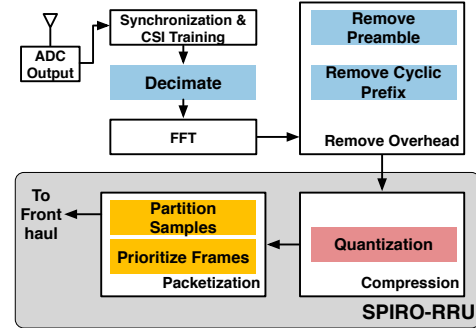 ADC
Output
Synchronization &
CSI Training
Decimate
FFT
Remove
Preamble
Remove Cyclic
Prefix
Remove Overhead
To
Front
haul
Partition
Samples
Prioritize Frames
Packetization
Quantization
Compression
SPIRO-RRU